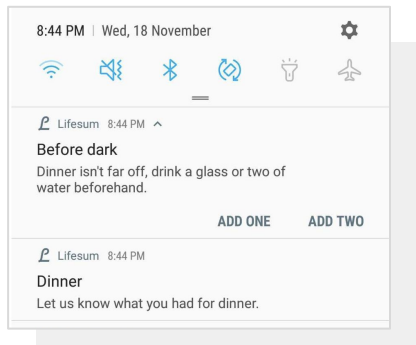 8:44 PM | Wed, 18 November
Lifesum 8:44 PM
Before dark
Dinner isn't far off, drink a glass or two of
water beforehand.
ADD ONE ADD TWO
Lifesum 8:44 PM
Dinner
Let us know what you had for dinner.